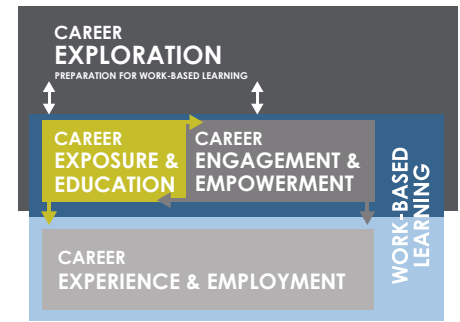 CAREER
EXPLORATION
PREPARATION FOR WORK-BASED LEARNING
CAREER
EXPOSURE &
EDUCATION
CAREER
ENGAGEMENT &
EMPOWERMENT
WORK-BASED
LEARNING
CAREER
EXPERIENCE & EMPLOYMENT